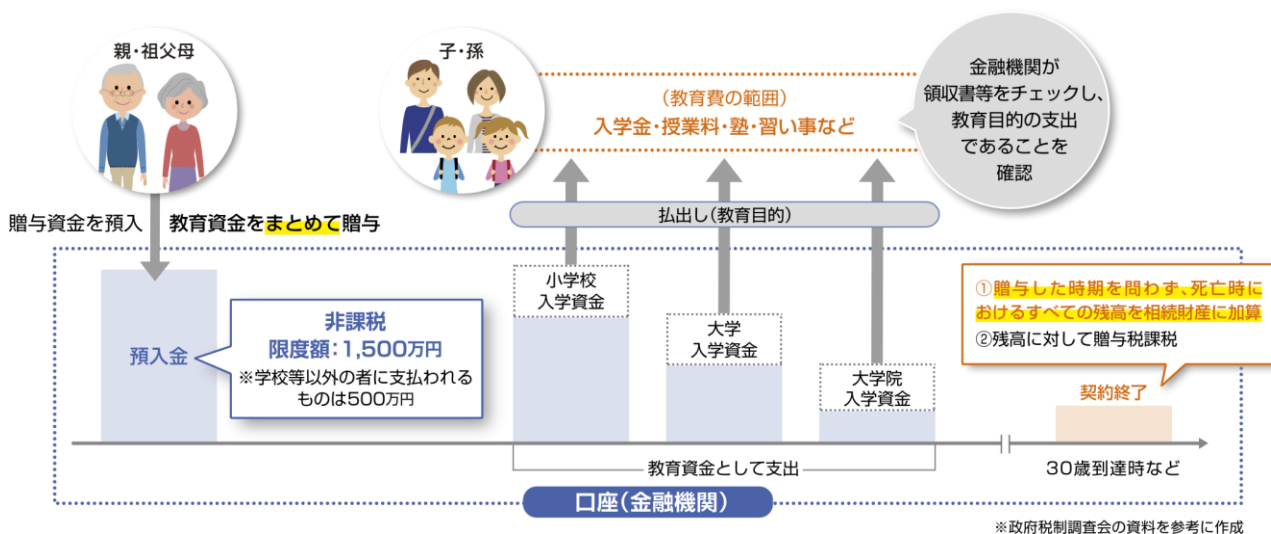 親・祖父母
子・孫
(教育費の範囲)
入学金・授業料・塾・習い事など
金融機関が
領収書等をチェックし、
教育目的の支出
であることを
確認
贈与資金を預入
教育資金をまとめて贈与
払出し(教育目的)
預入金
非課税
限度額：1,500万円
※学校等以外の者に支払われる
ものは500万円
小学校
入学資金
大学
入学資金
大学院
入学資金
①贈与した時期を問わず、死亡時に
おけるすべての残高を相続財産に加算
②残高に対して贈与税課税
契約終了
教育資金として支出
30歳到達時など
口座(金融機関)
※政府税制調査会の資料を参考に作成